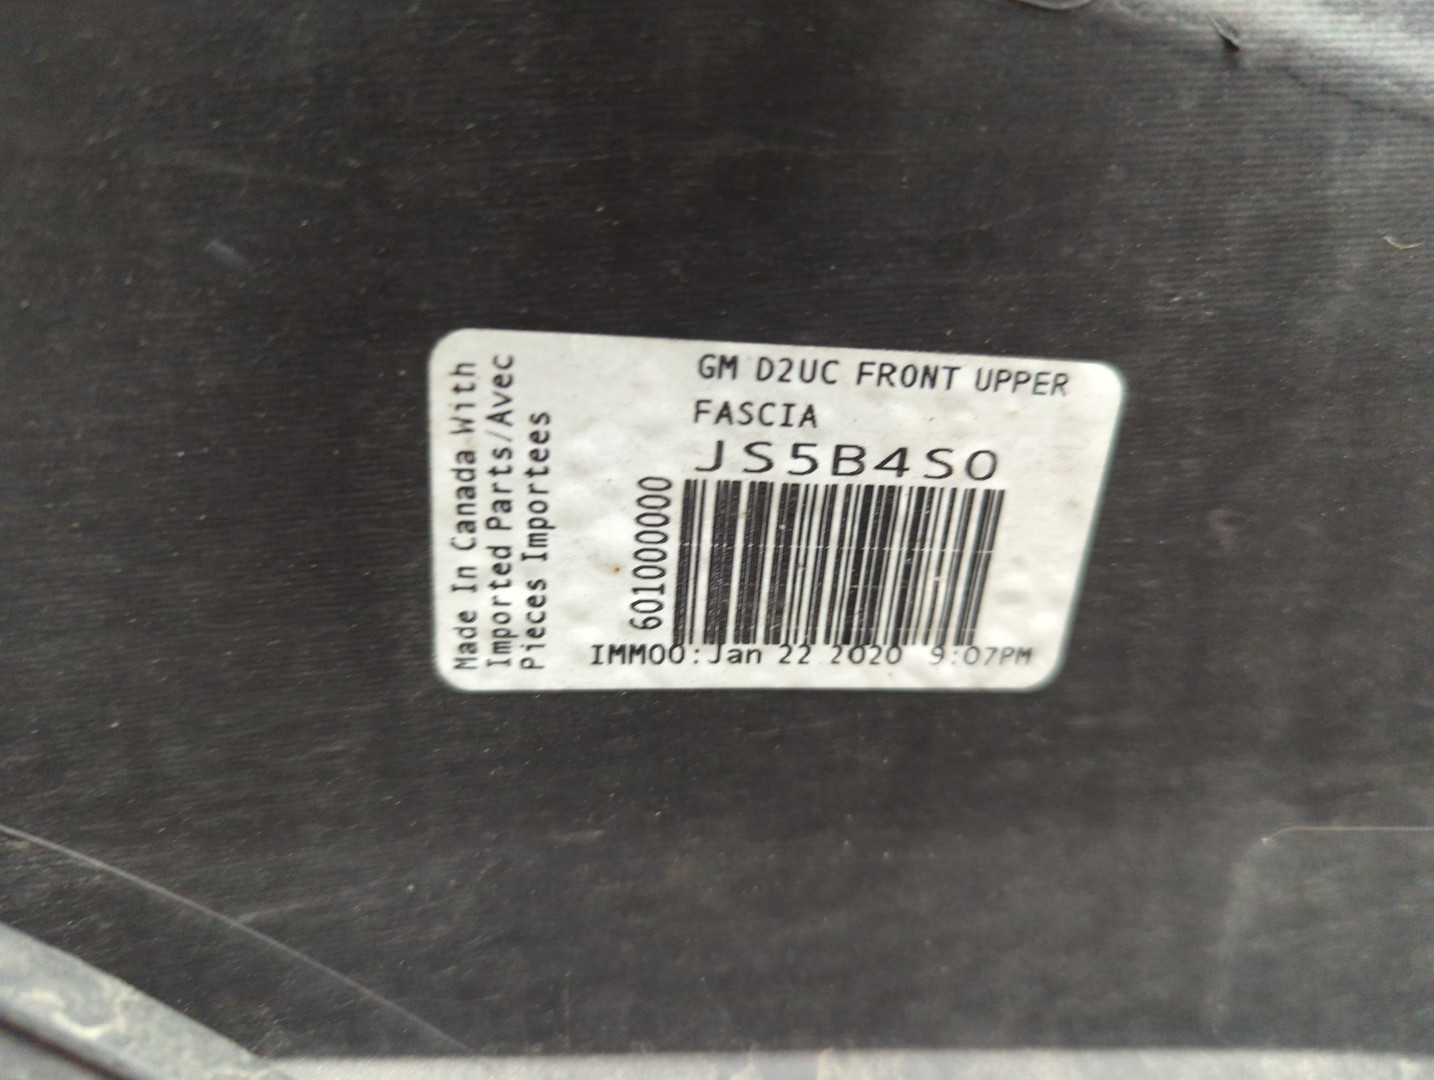 GM D2UC FRONT UPPER
FASCIA
JS5B4S0
601000000
IMM00:Jan 22 2020 9:07PM
Made In Canada With
Imported Parts/Avec
Pieces Importees